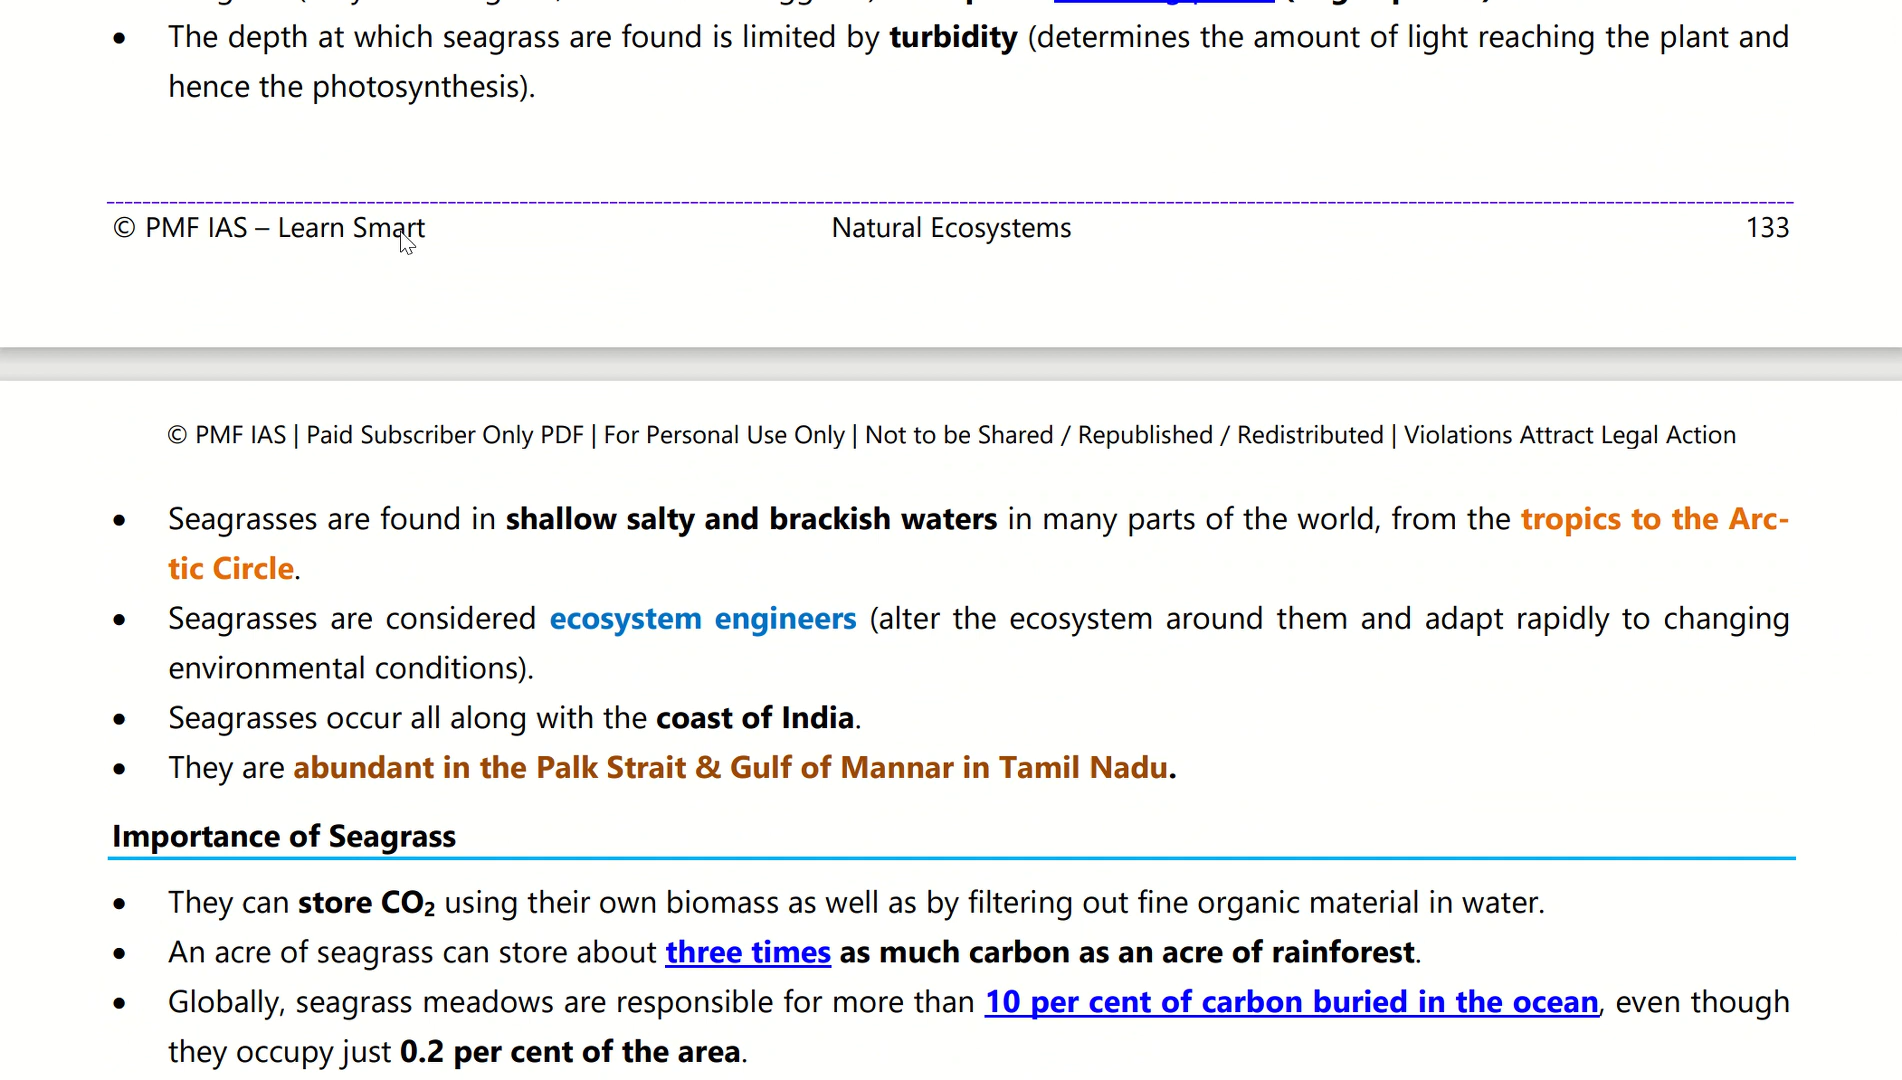 • The depth at which seagrass are found is limited by turbidity (determines the amount of light reaching the plant and
hence the photosynthesis).
© PMF IAS – Learn Smart Natural Ecosystems 133
© PMF IAS | Paid Subscriber Only PDF | For Personal Use Only | Not to be Shared / Republished / Redistributed | Violations Attract Legal Action
• Seagrasses are found in shallow salty and brackish waters in many parts of the world, from the tropics to the Arc-
tic Circle.
• Seagrasses are considered ecosystem engineers (alter the ecosystem around them and adapt rapidly to changing
environmental conditions).
• Seagrasses occur all along with the coast of India.
• They are abundant in the Palk Strait & Gulf of Mannar in Tamil Nadu.
Importance of Seagrass
• They can store CO₂ using their own biomass as well as by filtering out fine organic material in water.
• An acre of seagrass can store about three times as much carbon as an acre of rainforest.
• Globally, seagrass meadows are responsible for more than 10 per cent of carbon buried in the ocean, even though
they occupy just 0.2 per cent of the area.